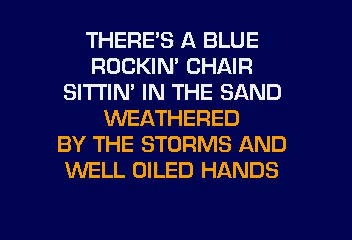 THERE'S A BLUE
ROCKIN' CHAIR
SITTIN' IN THE SAND
WEATHERED
BY THE STORMS AND
WELL OILED HANDS